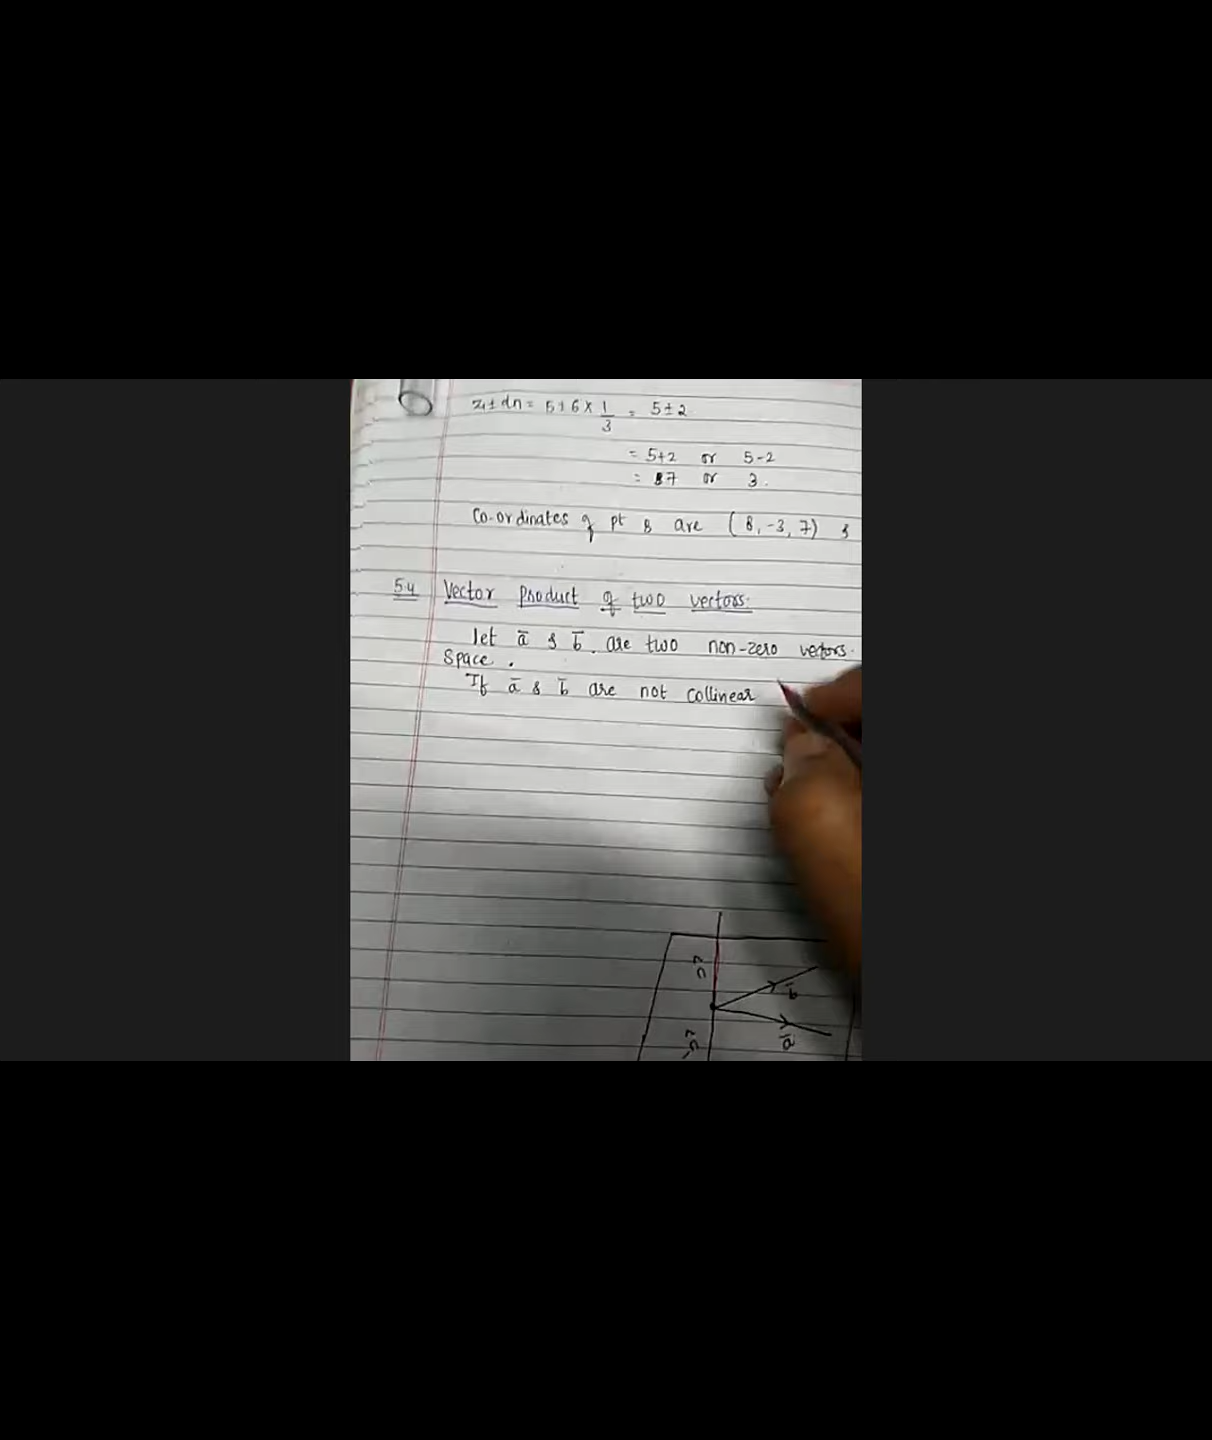 z₁ ± dn = 5 ± 6 × 1/3 = 5 ± 2
= 5+2 or 5-2
= 7 or 3.
Co-ordinates of pt B are (8, -3, 7) &
5.4 Vector Product of two vectors.
let a̅ & b̅ are two non-zero vectors.
Space.
If a̅ & b̅ are not collinear
b̅
a̅